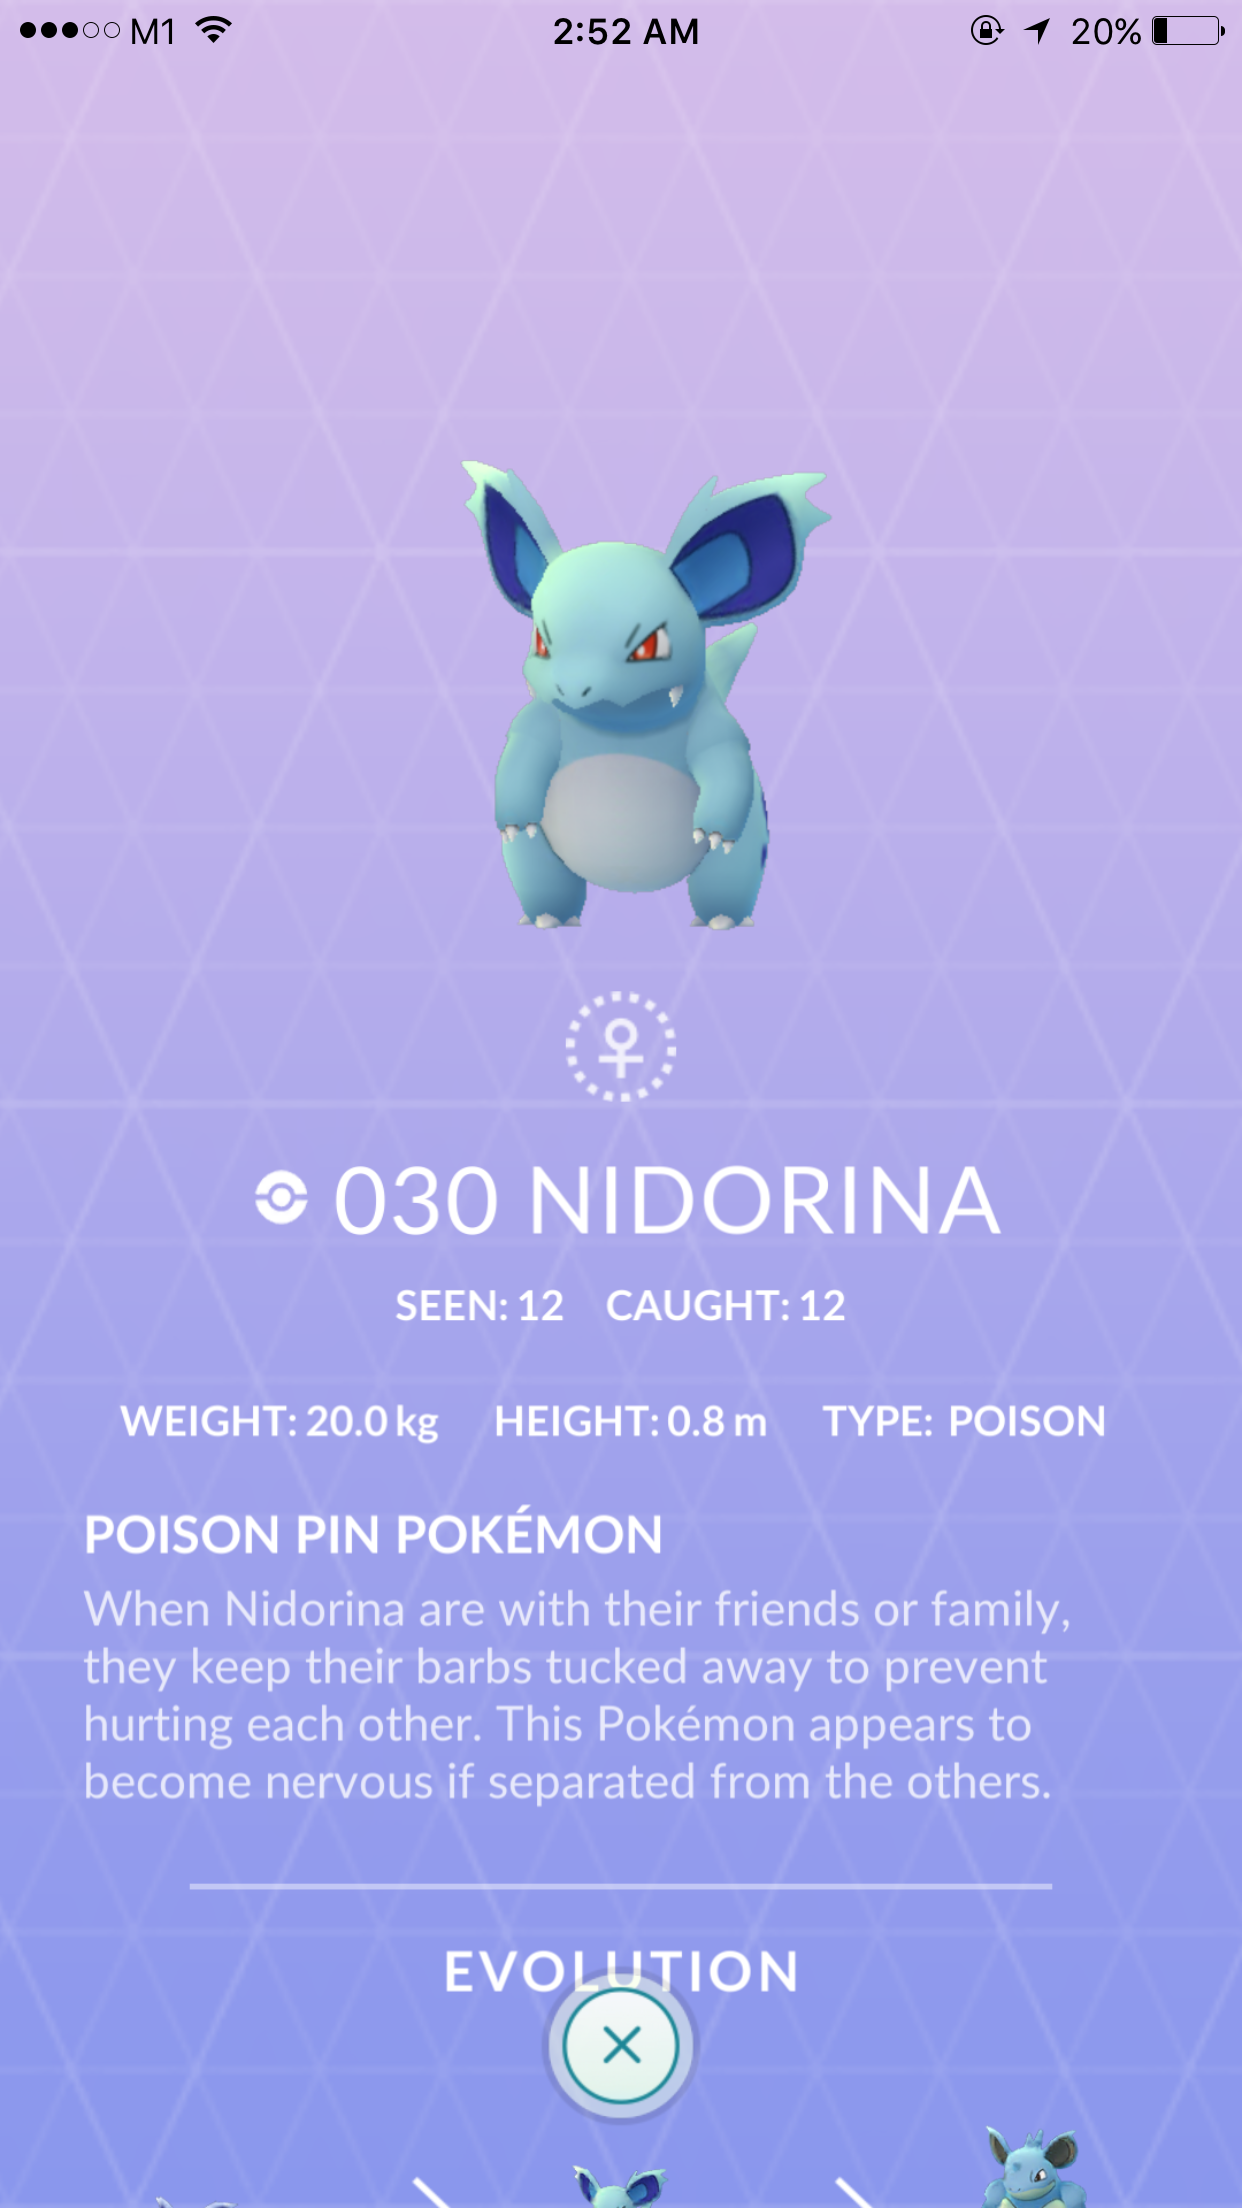 M1 2:52 AM 20%
030 NIDORINA
SEEN: 12 CAUGHT: 12
WEIGHT: 20.0 kg HEIGHT: 0.8 m TYPE: POISON
POISON PIN POKÉMON
When Nidorina are with their friends or family,
they keep their barbs tucked away to prevent
hurting each other. This Pokémon appears to
become nervous if separated from the others.
EVOLUTION